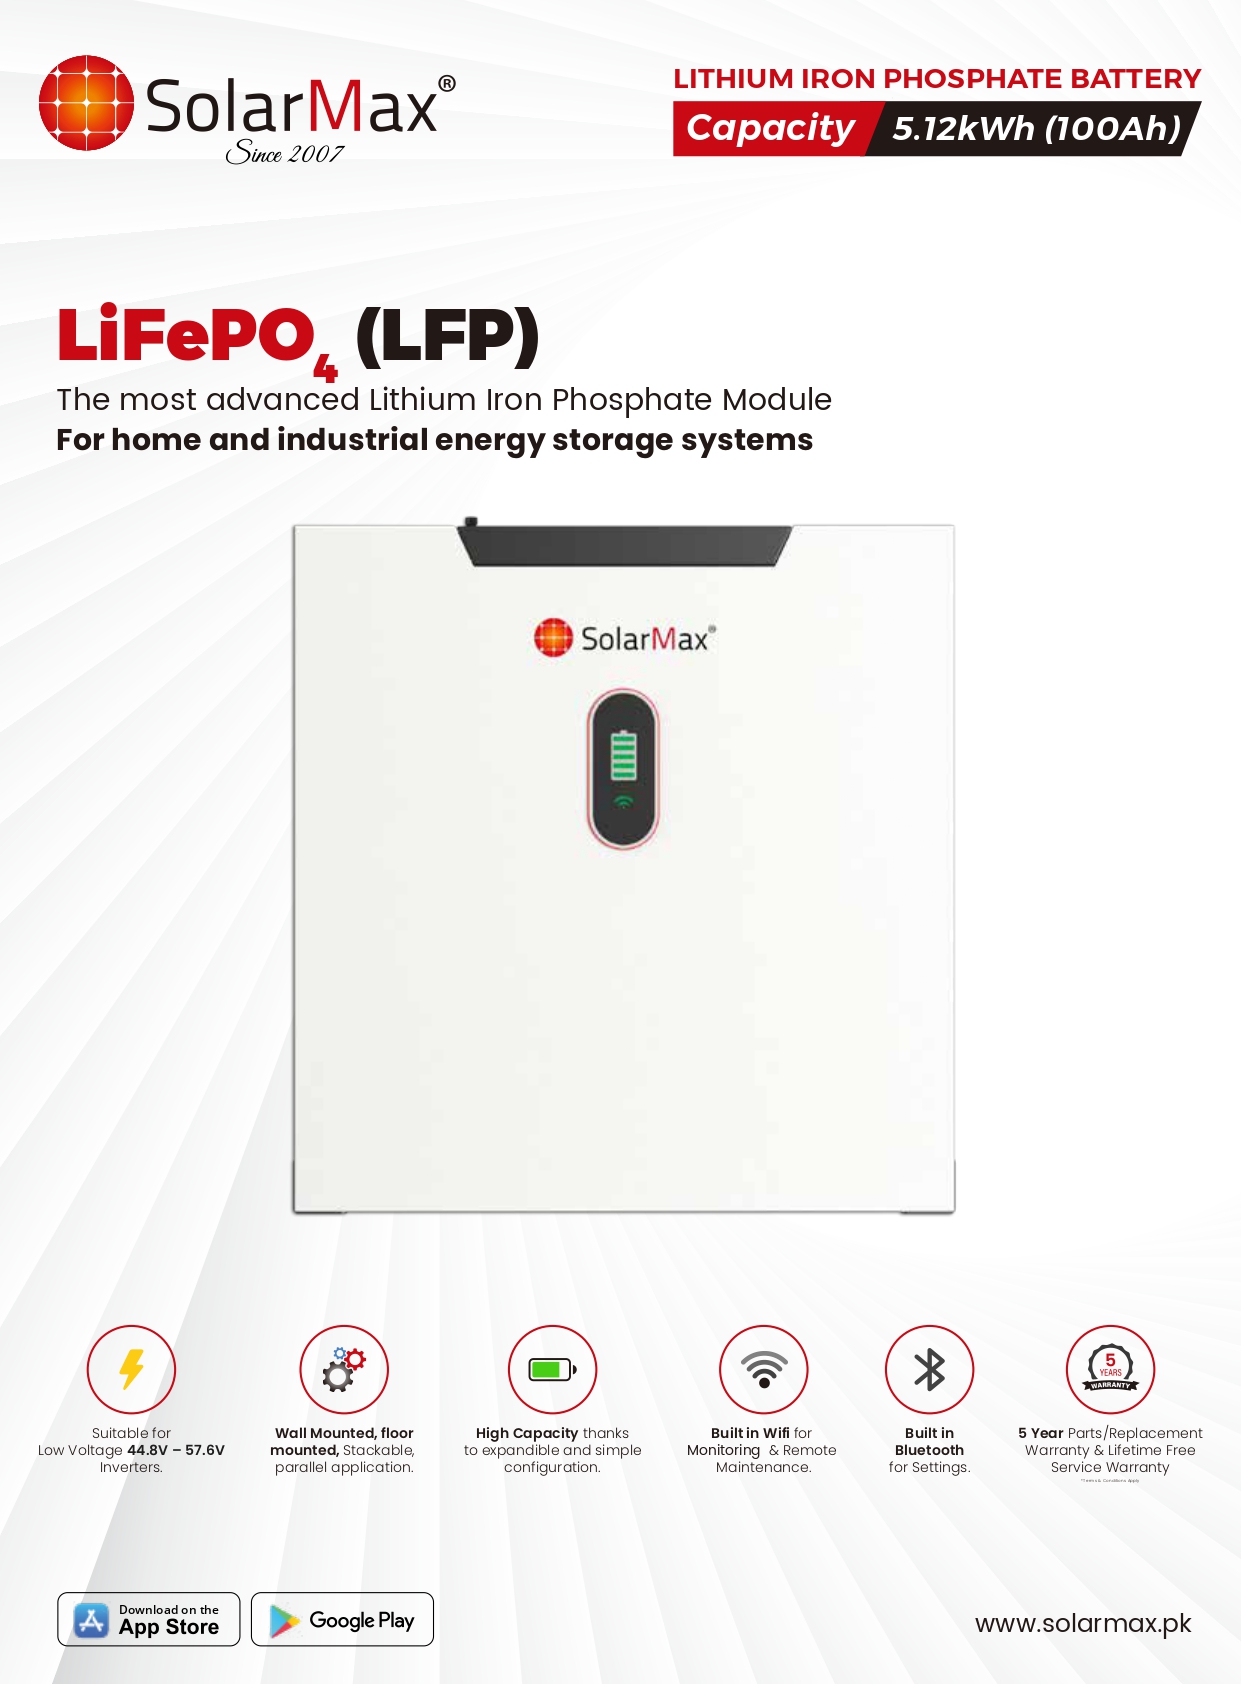 SolarMax®
Since 2007
LITHIUM IRON PHOSPHATE BATTERY
Capacity 5.12kWh (100Ah)
LiFePO4 (LFP)
The most advanced Lithium Iron Phosphate Module
For home and industrial energy storage systems
SolarMax®
Suitable for
Low Voltage 44.8V – 57.6V
Inverters.
Wall Mounted, floor
mounted, Stackable,
parallel application.
High Capacity thanks
to expandible and simple
configuration.
Built in Wifi for
Monitoring & Remote
Maintenance.
Built in
Bluetooth
for Settings.
5
YEARS
WARRANTY
5 Year Parts/Replacement
Warranty & Lifetime Free
Service Warranty
*Terms & Conditions Apply
Download on the
App Store
Google Play
www.solarmax.pk